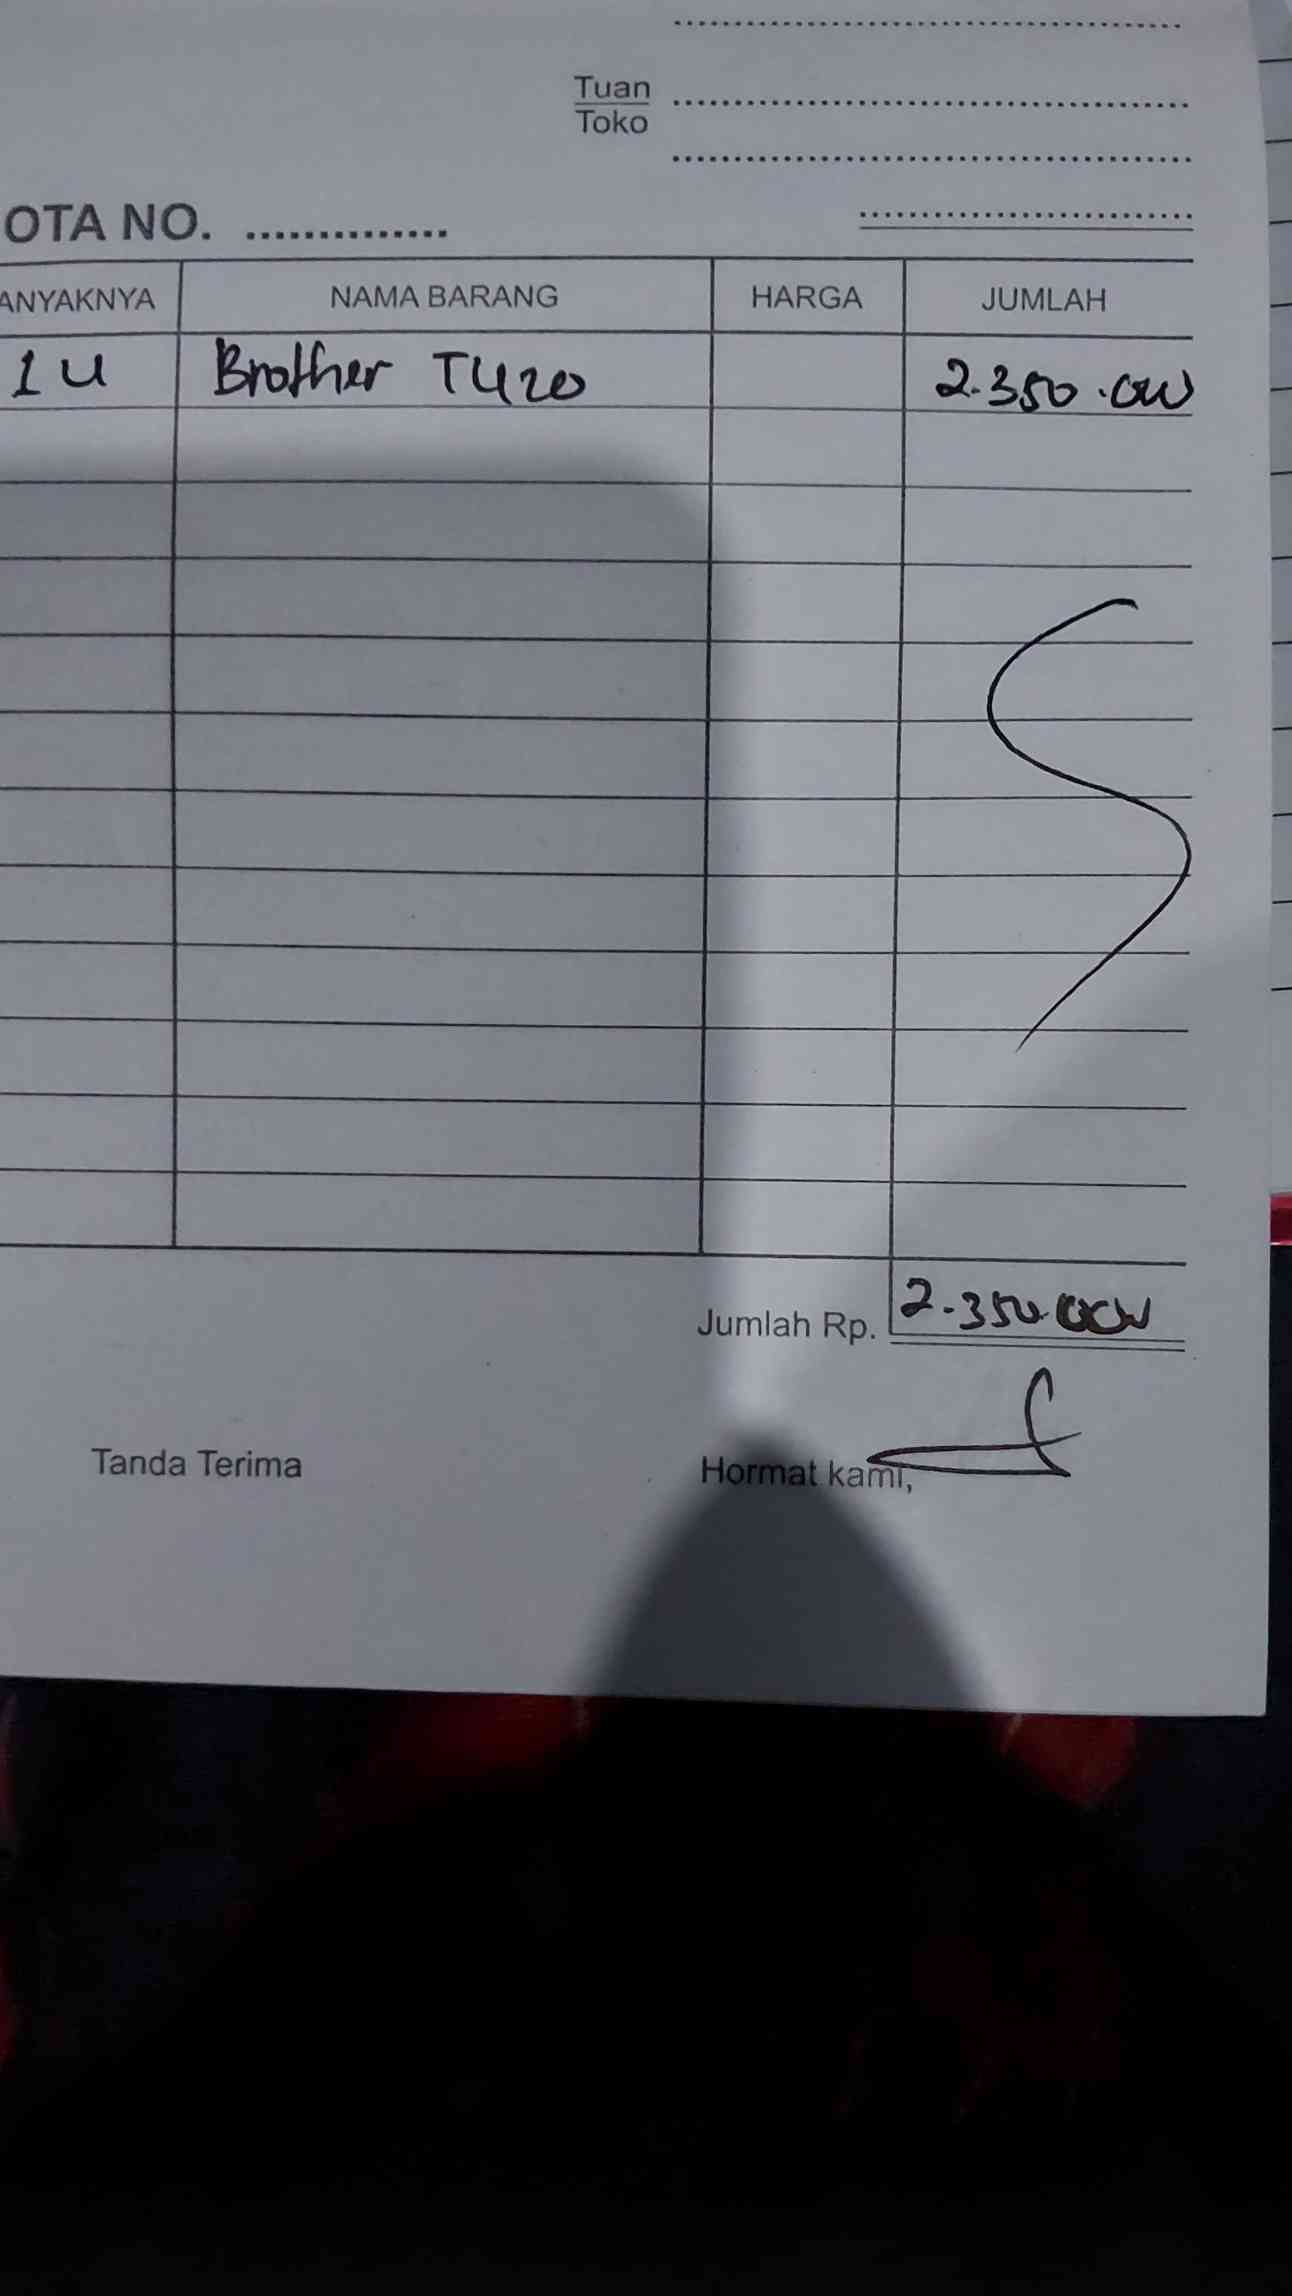 Tuan
Toko
OTA NO. ..............
ANYAKNYA NAMA BARANG HARGA JUMLAH
1 U Brother T420 2.350.000
Jumlah Rp. 2.350.000
Tanda Terima Hormat kami,